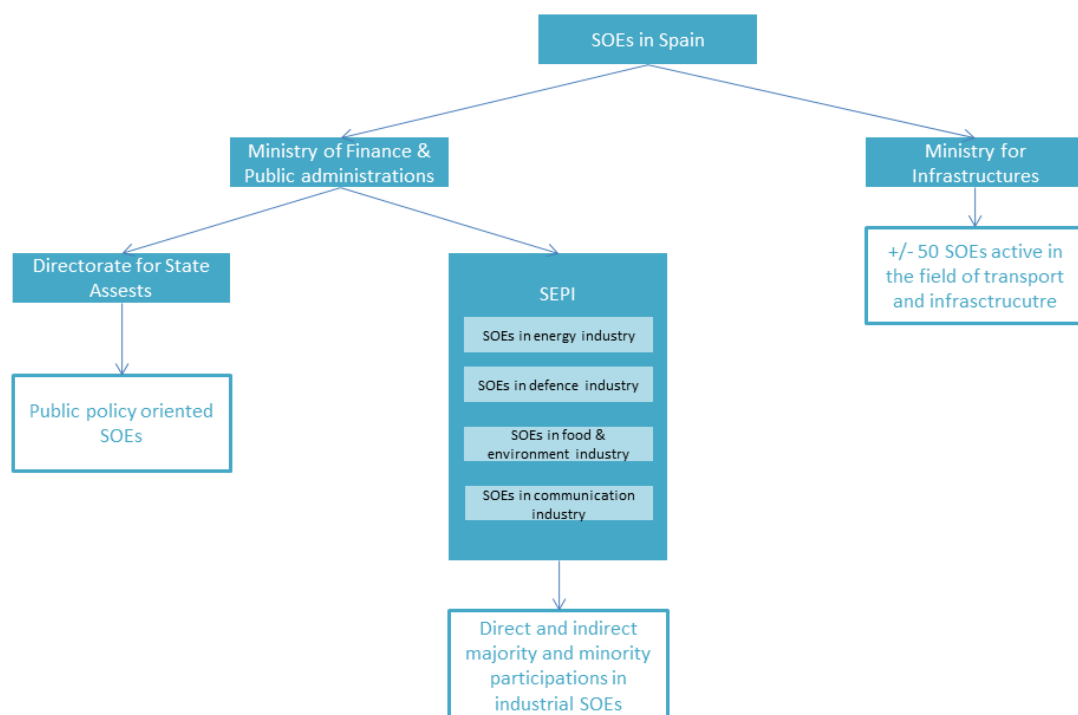 SOEs in Spain
Ministry of Finance &
Public administrations
Ministry for
Infrastructures
Directorate for State
Assests
SEPI
SOEs in energy industry
SOEs in defence industry
SOEs in food &
environment industry
SOEs in communication
industry
+/- 50 SOEs active in
the field of transport
and infrasctrucutre
Public policy oriented
SOEs
Direct and indirect
majority and minority
participations in
industrial SOEs